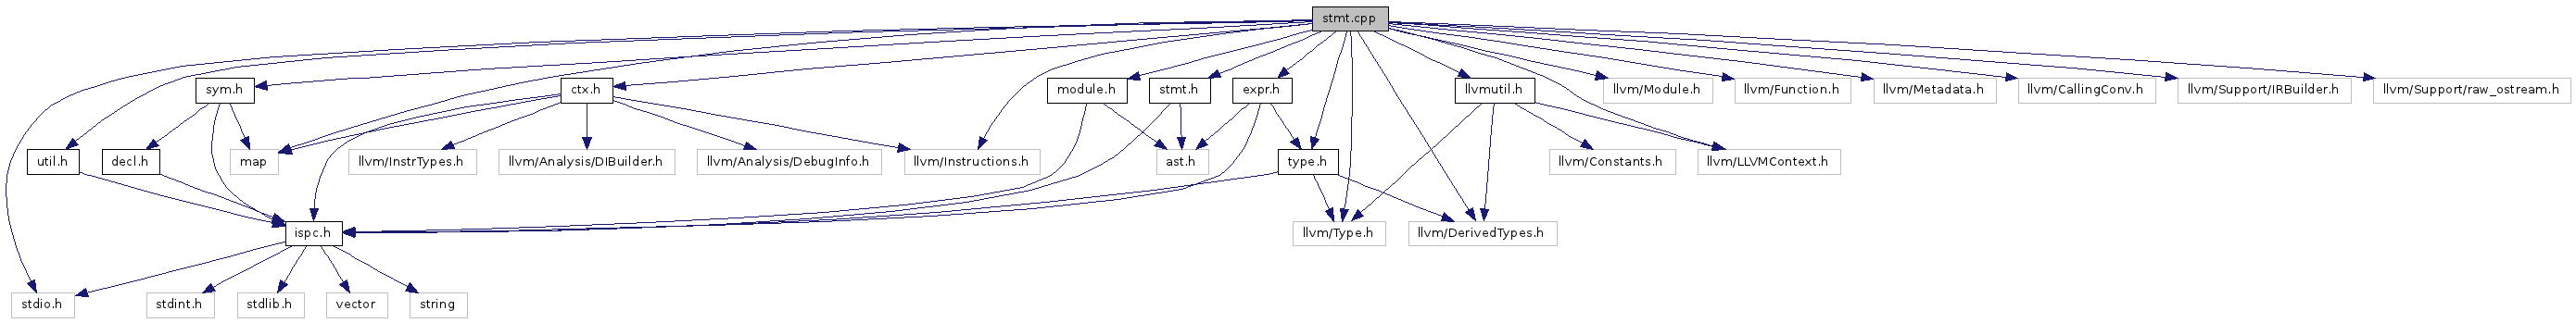 stmt.cpp
sym.h
ctx.h
module.h
stmt.h
expr.h
llvmutil.h
llvm/Module.h
llvm/Function.h
llvm/Metadata.h
llvm/CallingConv.h
llvm/Support/IRBuilder.h
llvm/Support/raw_ostream.h
util.h
decl.h
map
llvm/InstrTypes.h
llvm/Analysis/DIBuilder.h
llvm/Analysis/DebugInfo.h
llvm/Instructions.h
ast.h
type.h
llvm/Constants.h
llvm/LLVMContext.h
ispc.h
llvm/Type.h
llvm/DerivedTypes.h
stdio.h
stdint.h
stdlib.h
vector
string